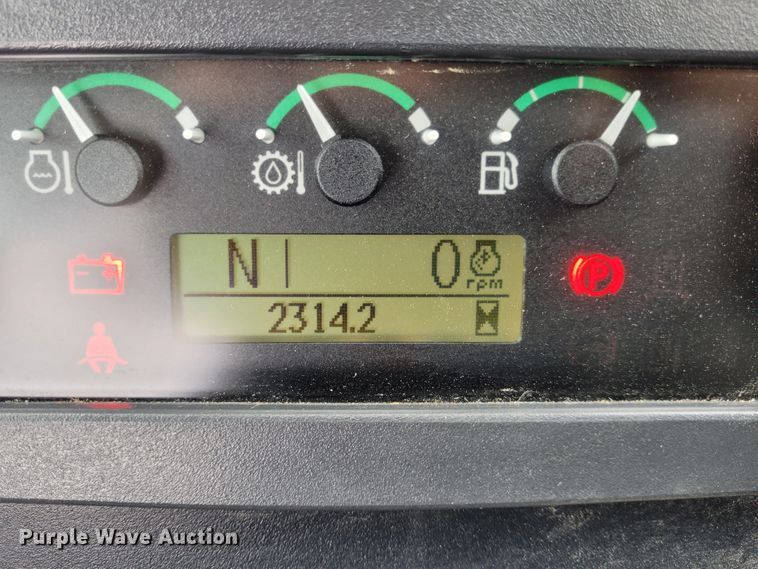 N 0
rpm
2314.2
P
Purple Wave Auction